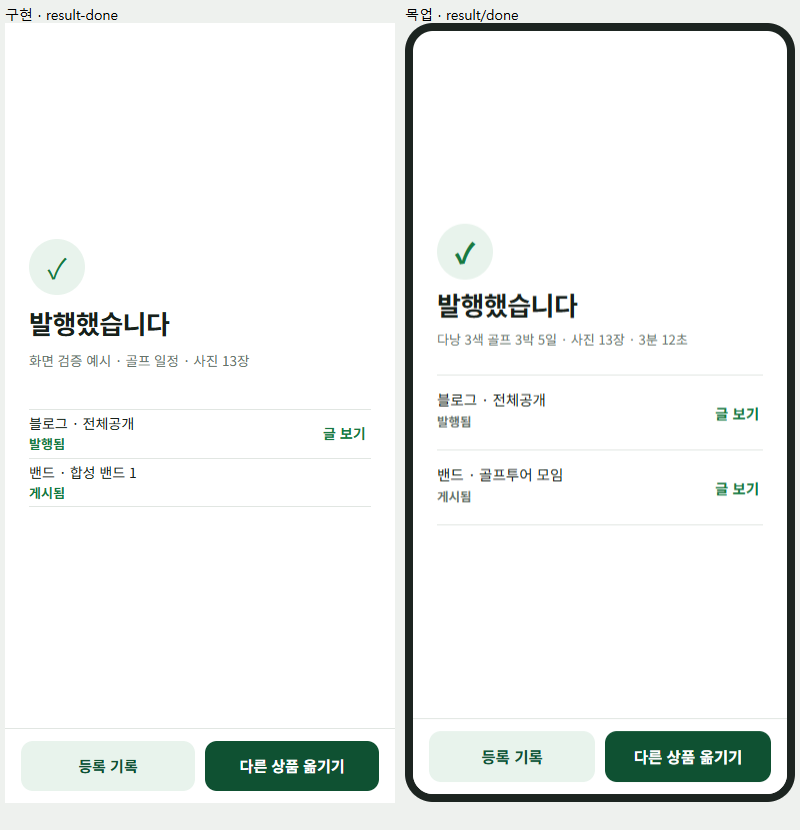 구현 · result-done
✓
발행했습니다
화면 검증 예시 · 골프 일정 · 사진 13장
블로그 · 전체공개
발행됨
글 보기
밴드 · 합성 밴드 1
게시됨
등록 기록
다른 상품 옮기기
목업 · result/done
✓
발행했습니다
다낭 3색 골프 3박 5일 · 사진 13장 · 3분 12초
블로그 · 전체공개
발행됨
글 보기
밴드 · 골프투어 모임
게시됨
글 보기
등록 기록
다른 상품 옮기기